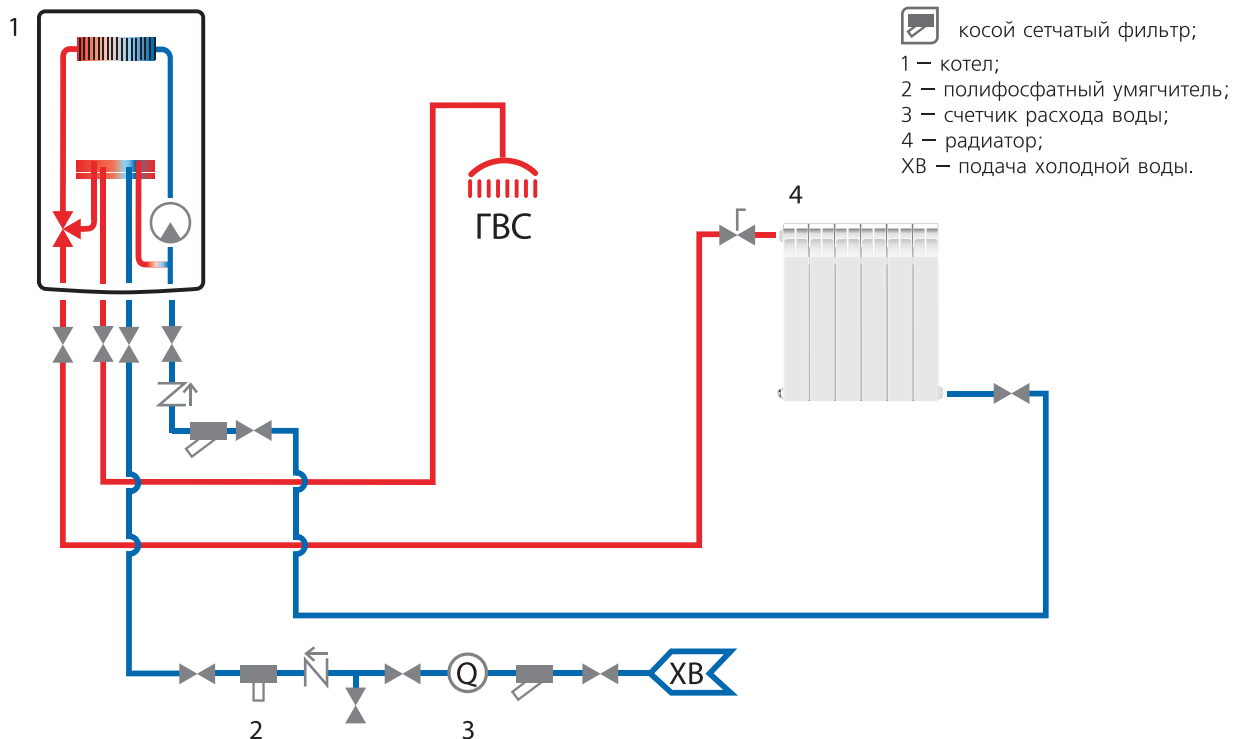 1
косой сетчатый фильтр;
1 – котел;
2 – полифосфатный умягчитель;
3 – счетчик расхода воды;
4 – радиатор;
ХВ – подача холодной воды.
4
ГВС
ХВ
Q
2
3